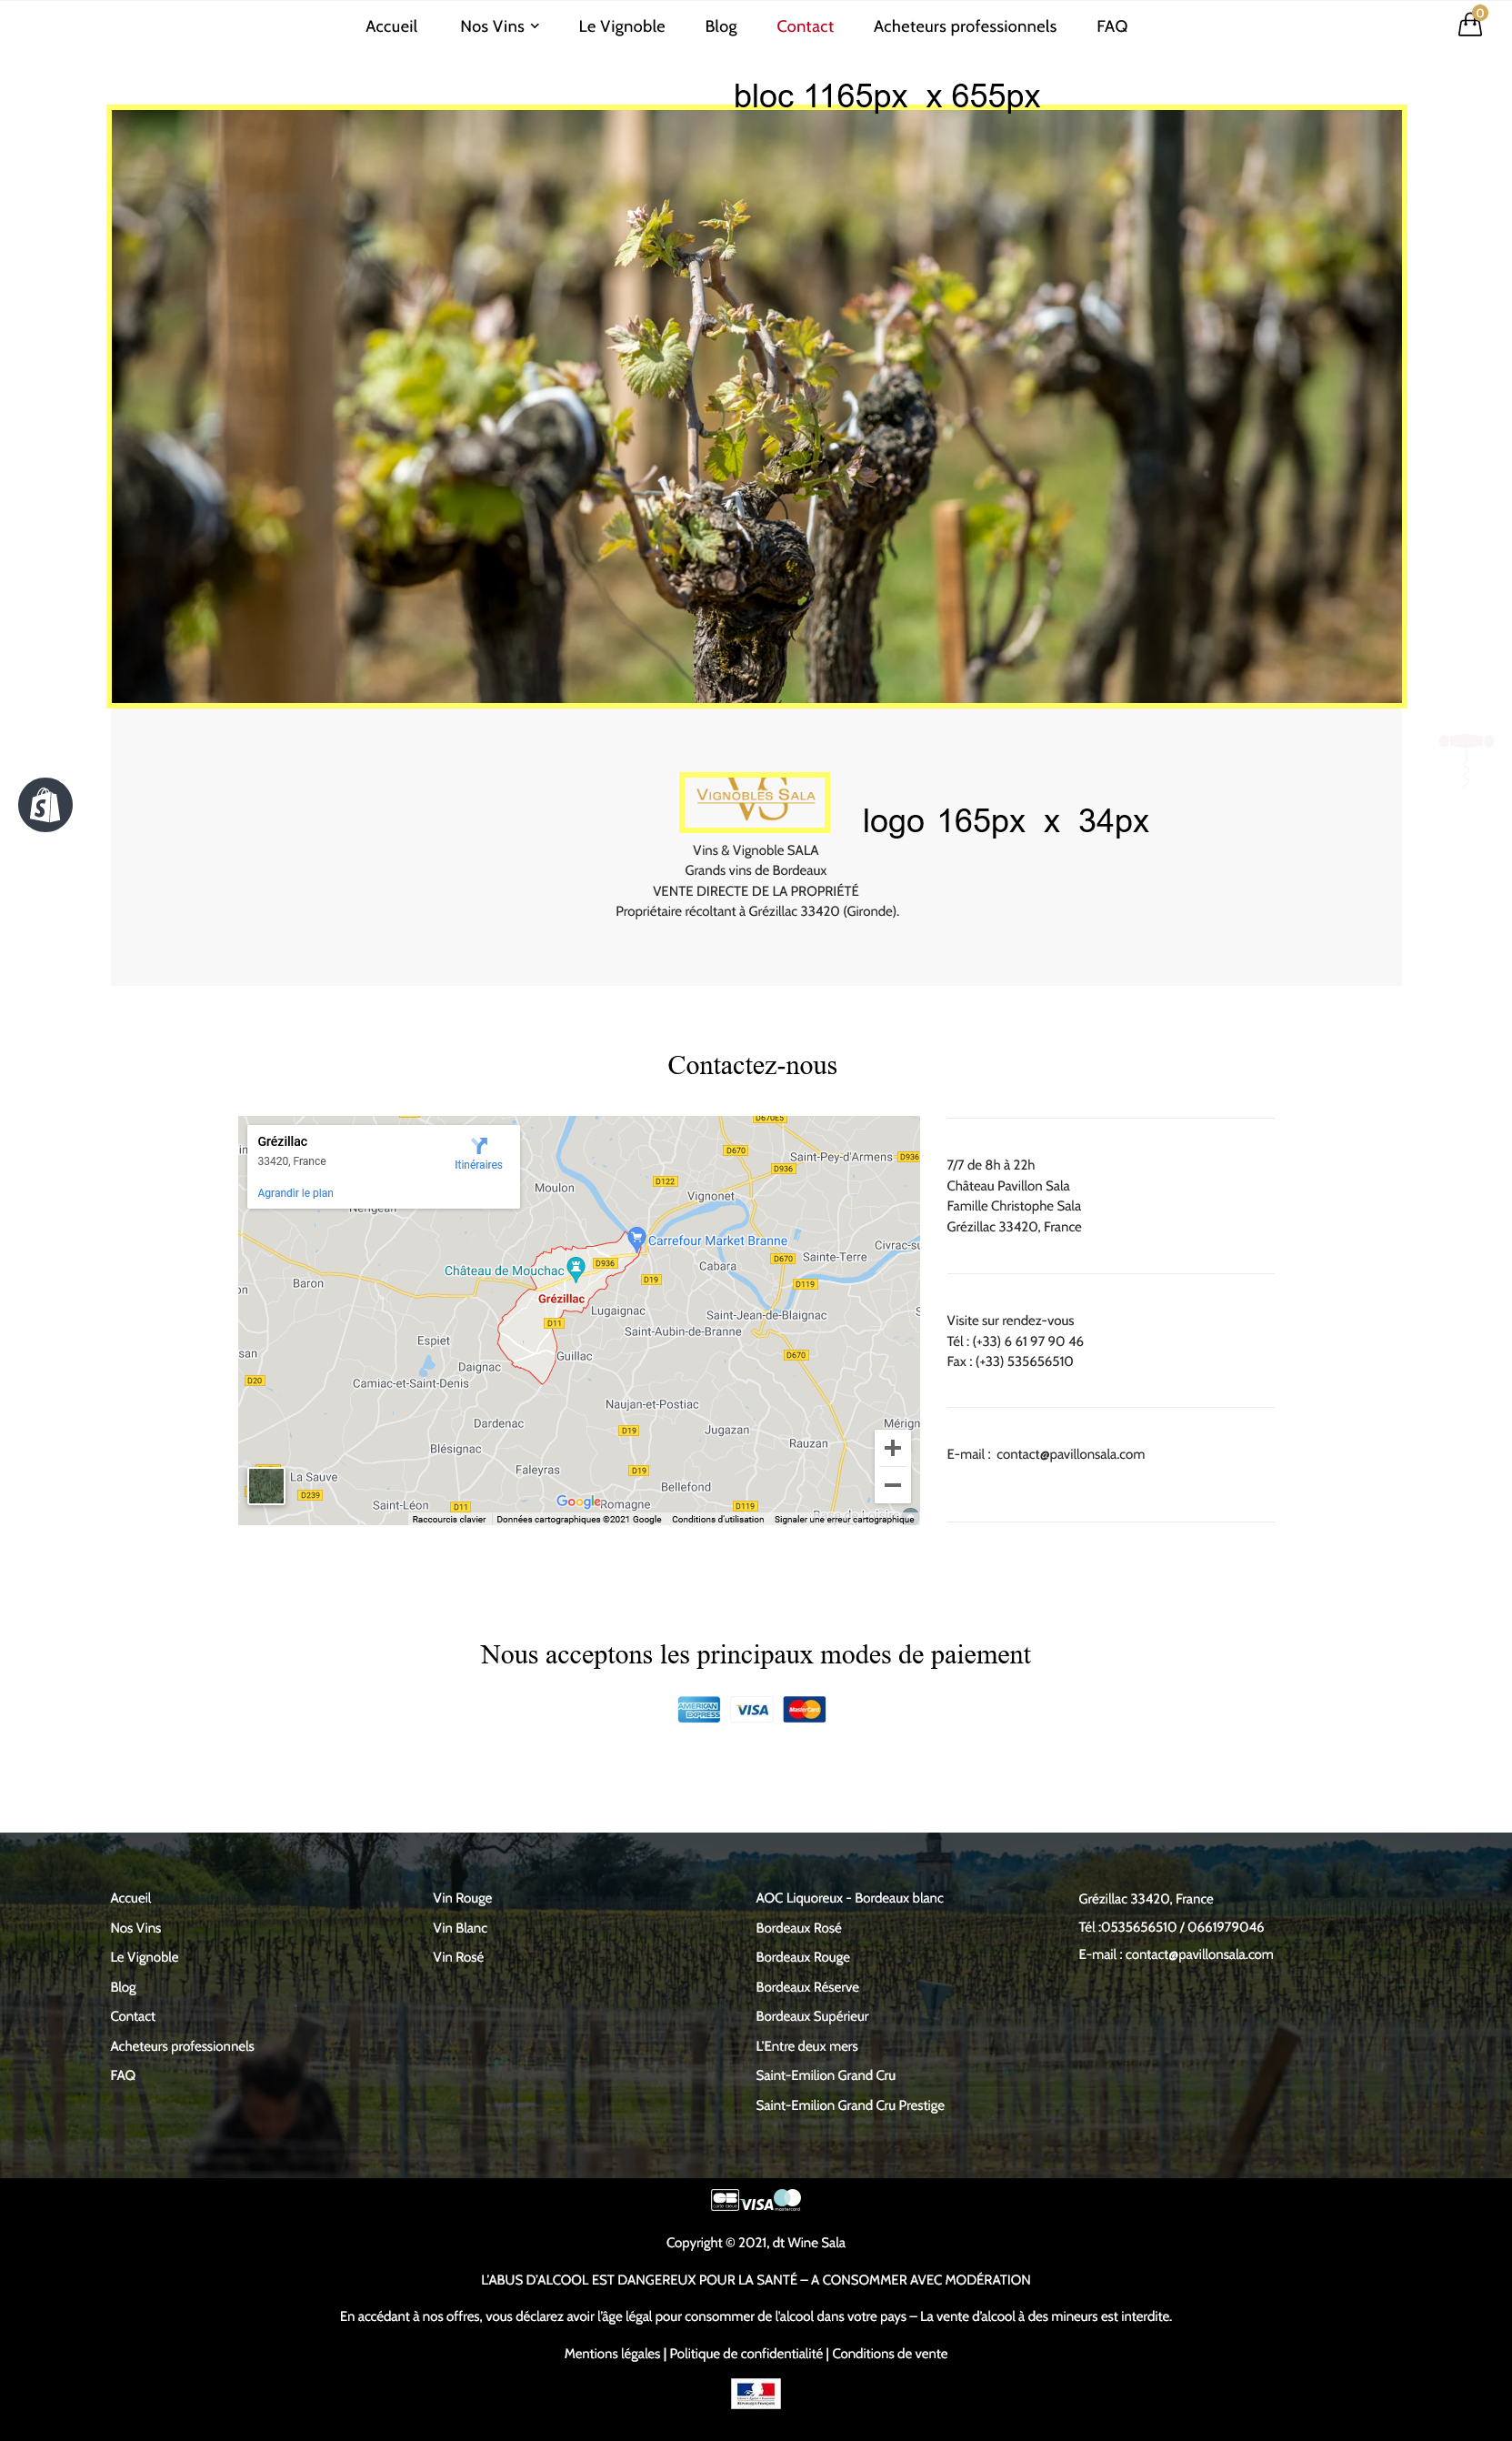 Accueil Nos Vins Le Vignoble Blog Contact Acheteurs professionnels FAQ
0
bloc 1165px x 655px
S
VS
VIGNOBLES SALA
logo 165px x 34px
Vins & Vignoble SALA
Grands vins de Bordeaux
VENTE DIRECTE DE LA PROPRIÉTÉ
Propriétaire récoltant à Grézillac 33420 (Gironde).
Contactez-nous
Grézillac
33420, France
Itinéraires
Agrandir le plan
D670E5
D670
Saint-Pey-d'Armens
D936
D936
D122
Moulon
Vignonet
Nérigean
Carrefour Market Branne
Civrac-su
D670
Sainte-Terre
Château de Mouchac
D936
Cabara
D19
D119
Baron
Grézillac
Lugaignac
Saint-Jean-de-Blaignac
D11
Saint-Aubin-de-Branne
Espiet
Guillac
D670
Daignac
D20
Camiac-et-Saint-Denis
Naujan-et-Postiac
Dardenac
D19
Jugazan
Mérign
Rauzan
Blésignac
Faleyras
D19
La Sauve
Bellefond
D239
Saint-Léon
D11
Google
Romagne
D119
Raccourcis clavier Données cartographiques ©2021 Google Conditions d'utilisation Signaler une erreur cartographique
7/7 de 8h à 22h
Château Pavillon Sala
Famille Christophe Sala
Grézillac 33420, France
Visite sur rendez-vous
Tél : (+33) 6 61 97 90 46
Fax : (+33) 535656510
E-mail : contact@pavillonsala.com
Nous acceptons les principaux modes de paiement
AMERICAN EXPRESS VISA MasterCard
Accueil
Nos Vins
Le Vignoble
Blog
Contact
Acheteurs professionnels
FAQ
Vin Rouge
Vin Blanc
Vin Rosé
AOC Liquoreux - Bordeaux blanc
Bordeaux Rosé
Bordeaux Rouge
Bordeaux Réserve
Bordeaux Supérieur
L'Entre deux mers
Saint-Emilion Grand Cru
Saint-Emilion Grand Cru Prestige
Grézillac 33420, France
Tél :0535656510 / 0661979046
E-mail : contact@pavillonsala.com
CB VISA mastercard
Copyright © 2021, dt Wine Sala
L'ABUS D'ALCOOL EST DANGEREUX POUR LA SANTÉ – A CONSOMMER AVEC MODÉRATION
En accédant à nos offres, vous déclarez avoir l'âge légal pour consommer de l'alcool dans votre pays – La vente d'alcool à des mineurs est interdite.
Mentions légales | Politique de confidentialité | Conditions de vente